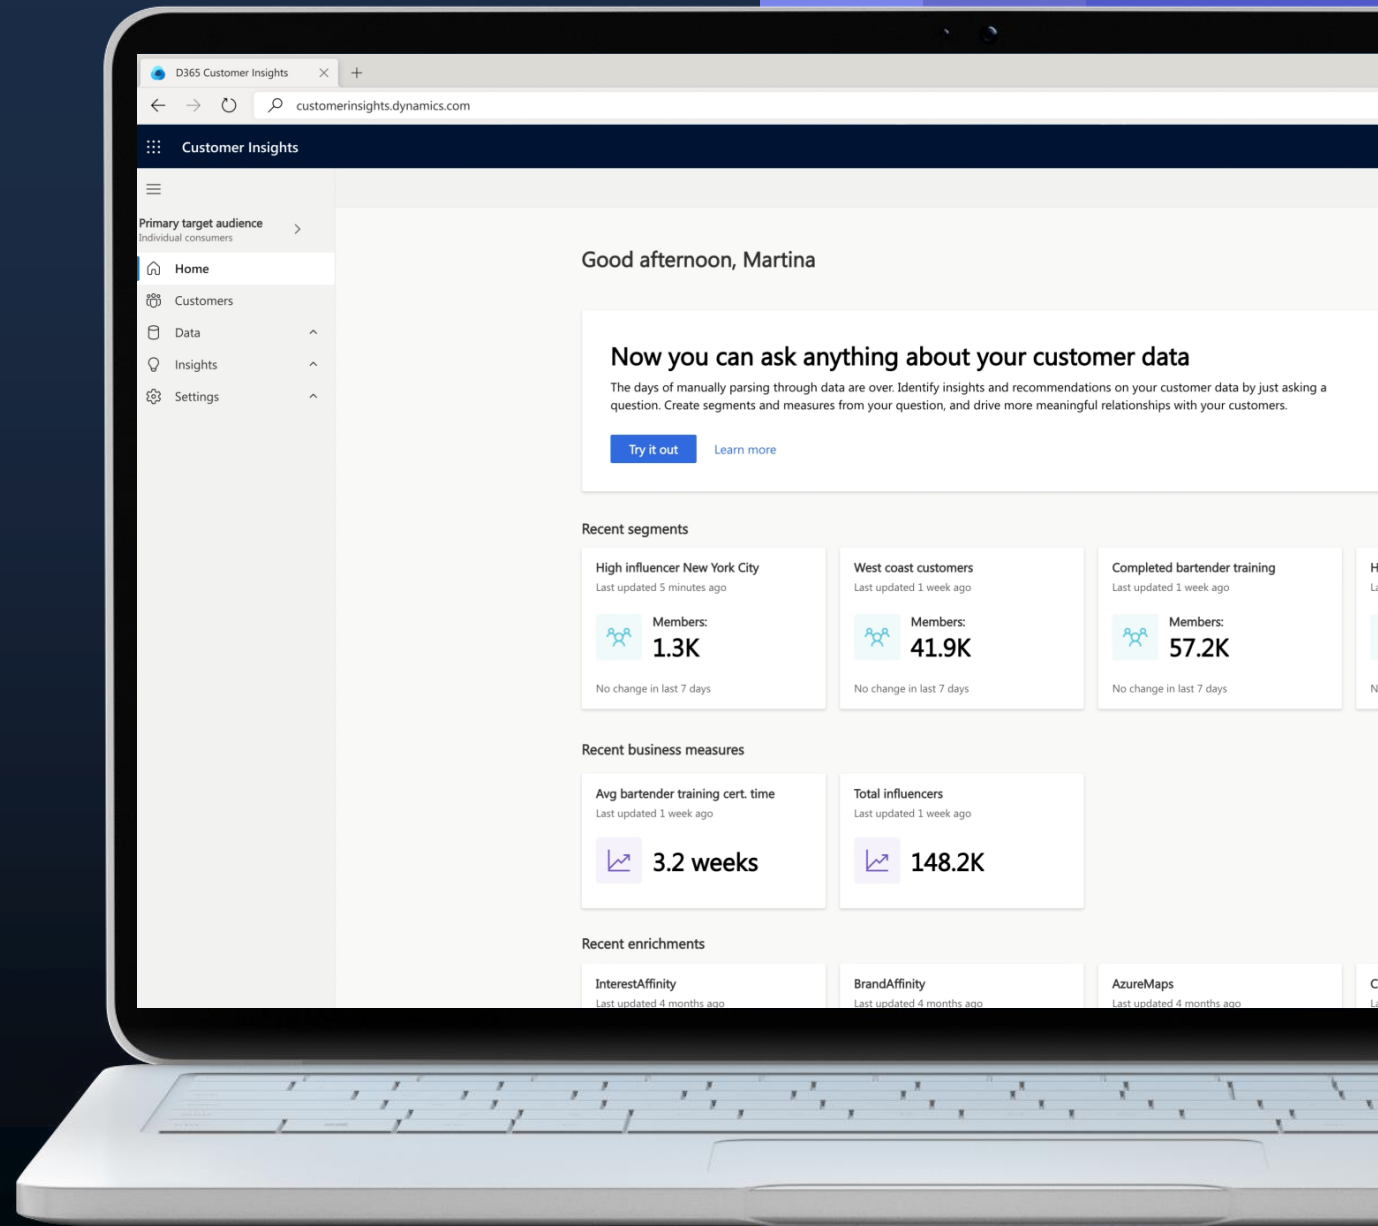 D365 Customer Insights
customerinsights.dynamics.com
Customer Insights
Primary target audience
Individual consumers
Home
Customers
Data
Insights
Settings
Good afternoon, Martina
Now you can ask anything about your customer data
The days of manually parsing through data are over. Identify insights and recommendations on your customer data by just asking a
question. Create segments and measures from your question, and drive more meaningful relationships with your customers.
Try it out
Learn more
Recent segments
High influencer New York City
Last updated 5 minutes ago
Members:
1.3K
No change in last 7 days
West coast customers
Last updated 1 week ago
Members:
41.9K
No change in last 7 days
Completed bartender training
Last updated 1 week ago
Members:
57.2K
No change in last 7 days
Recent business measures
Avg bartender training cert. time
Last updated 1 week ago
3.2 weeks
Total influencers
Last updated 1 week ago
148.2K
Recent enrichments
InterestAffinity
Last updated 4 months ago
BrandAffinity
Last updated 4 months ago
AzureMaps
Last updated 4 months ago